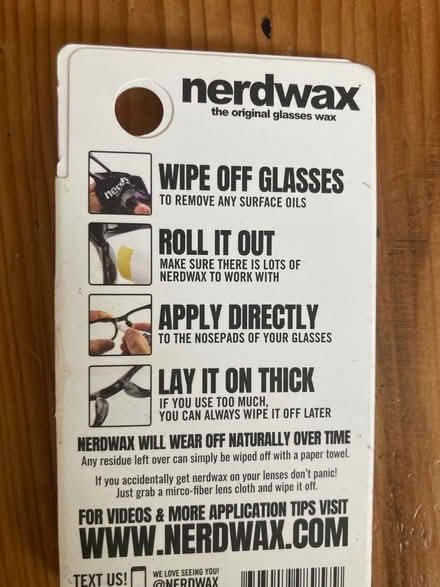 nerdwax
the original glasses wax
nerdwax
WIPE OFF GLASSES
TO REMOVE ANY SURFACE OILS
ROLL IT OUT
MAKE SURE THERE IS LOTS OF
NERDWAX TO WORK WITH
APPLY DIRECTLY
TO THE NOSEPADS OF YOUR GLASSES
LAY IT ON THICK
IF YOU USE TOO MUCH,
YOU CAN ALWAYS WIPE IT OFF LATER
NERDWAX WILL WEAR OFF NATURALLY OVER TIME
Any residue left over can simply be wiped off with a paper towel.
If you accidentally get nerdwax on your lenses don't panic!
Just grab a mirco-fiber lens cloth and wipe it off.
FOR VIDEOS & MORE APPLICATION TIPS VISIT
WWW.NERDWAX.COM
TEXT US!
WE LOVE SEEING YOU!
@NERDWAX